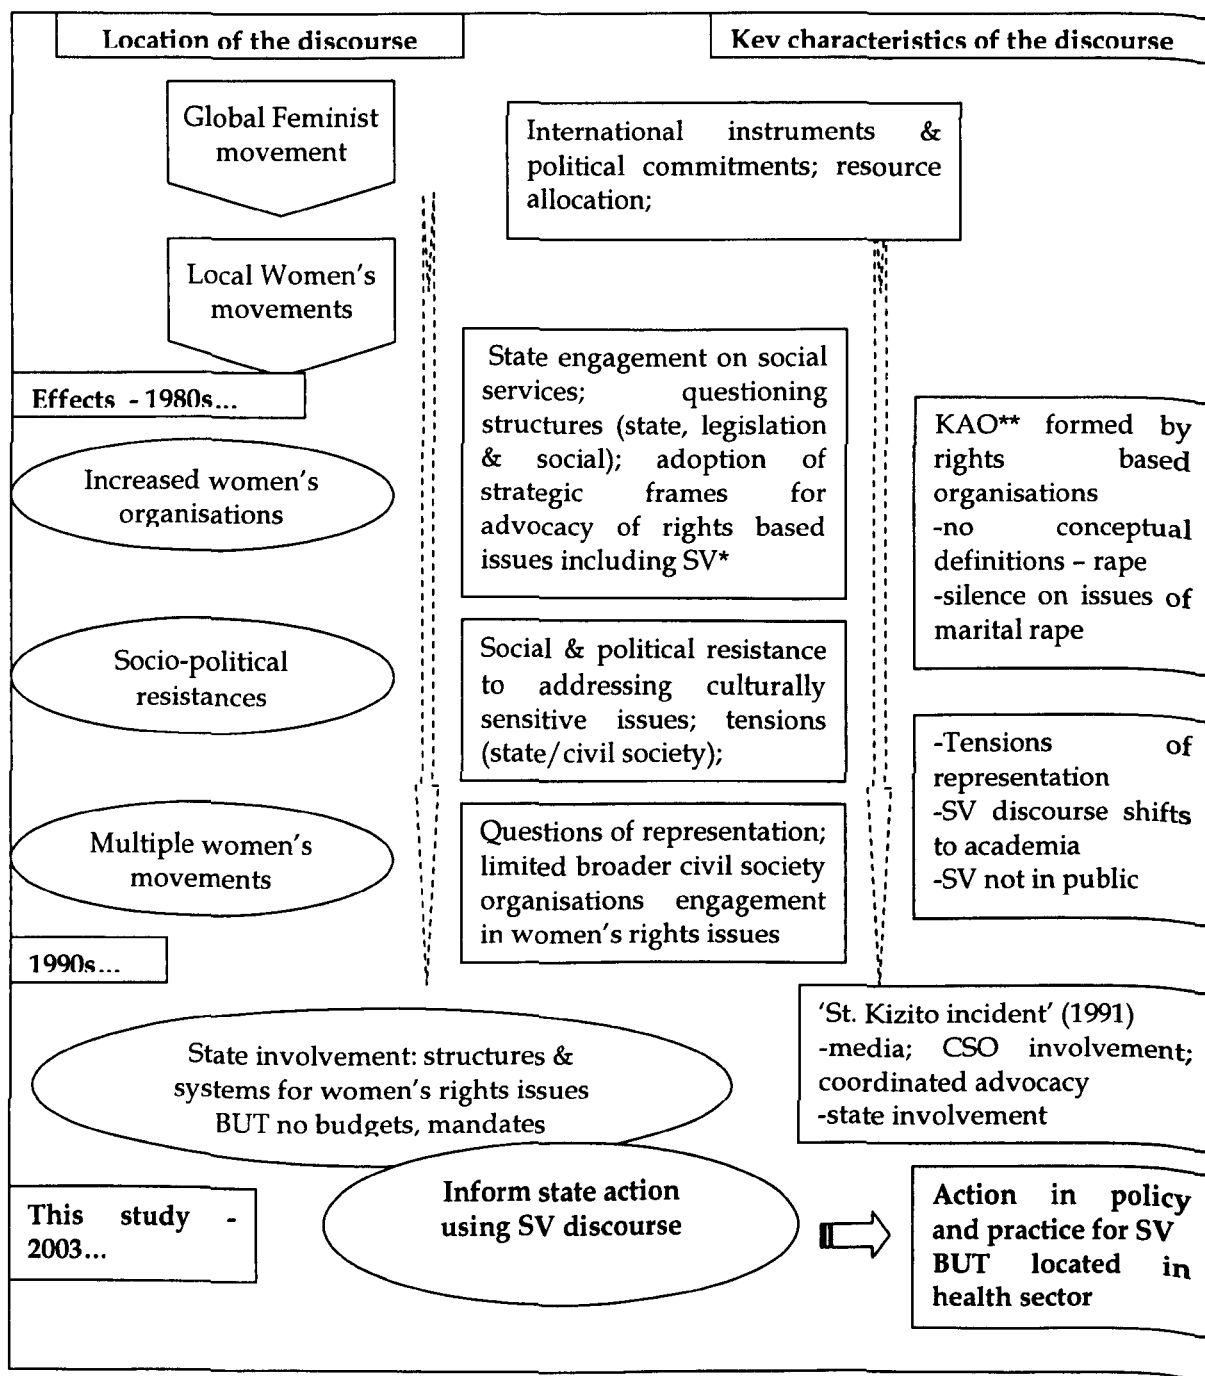 Location of the discourse
Key characteristics of the discourse
Global Feminist
movement
International instruments &
political commitments; resource
allocation;
Local Women's
movements
State engagement on social
services; questioning
structures (state, legislation
& social); adoption of
strategic frames for
advocacy of rights based
issues including SV*
Effects - 1980s...
KAO** formed by
rights based
organisations
-no conceptual
definitions – rape
-silence on issues of
marital rape
Increased women's
organisations
Socio-political
resistances
Social & political resistance
to addressing culturally
sensitive issues; tensions
(state/civil society);
-Tensions of
representation
-SV discourse shifts
to academia
-SV not in public
Multiple women's
movements
Questions of representation;
limited broader civil society
organisations engagement
in women's rights issues
1990s...
State involvement: structures &
systems for women's rights issues
BUT no budgets, mandates
'St. Kizito incident' (1991)
-media; CSO involvement;
coordinated advocacy
-state involvement
This study -
2003...
Inform state action
using SV discourse
Action in policy
and practice for SV
BUT located in
health sector